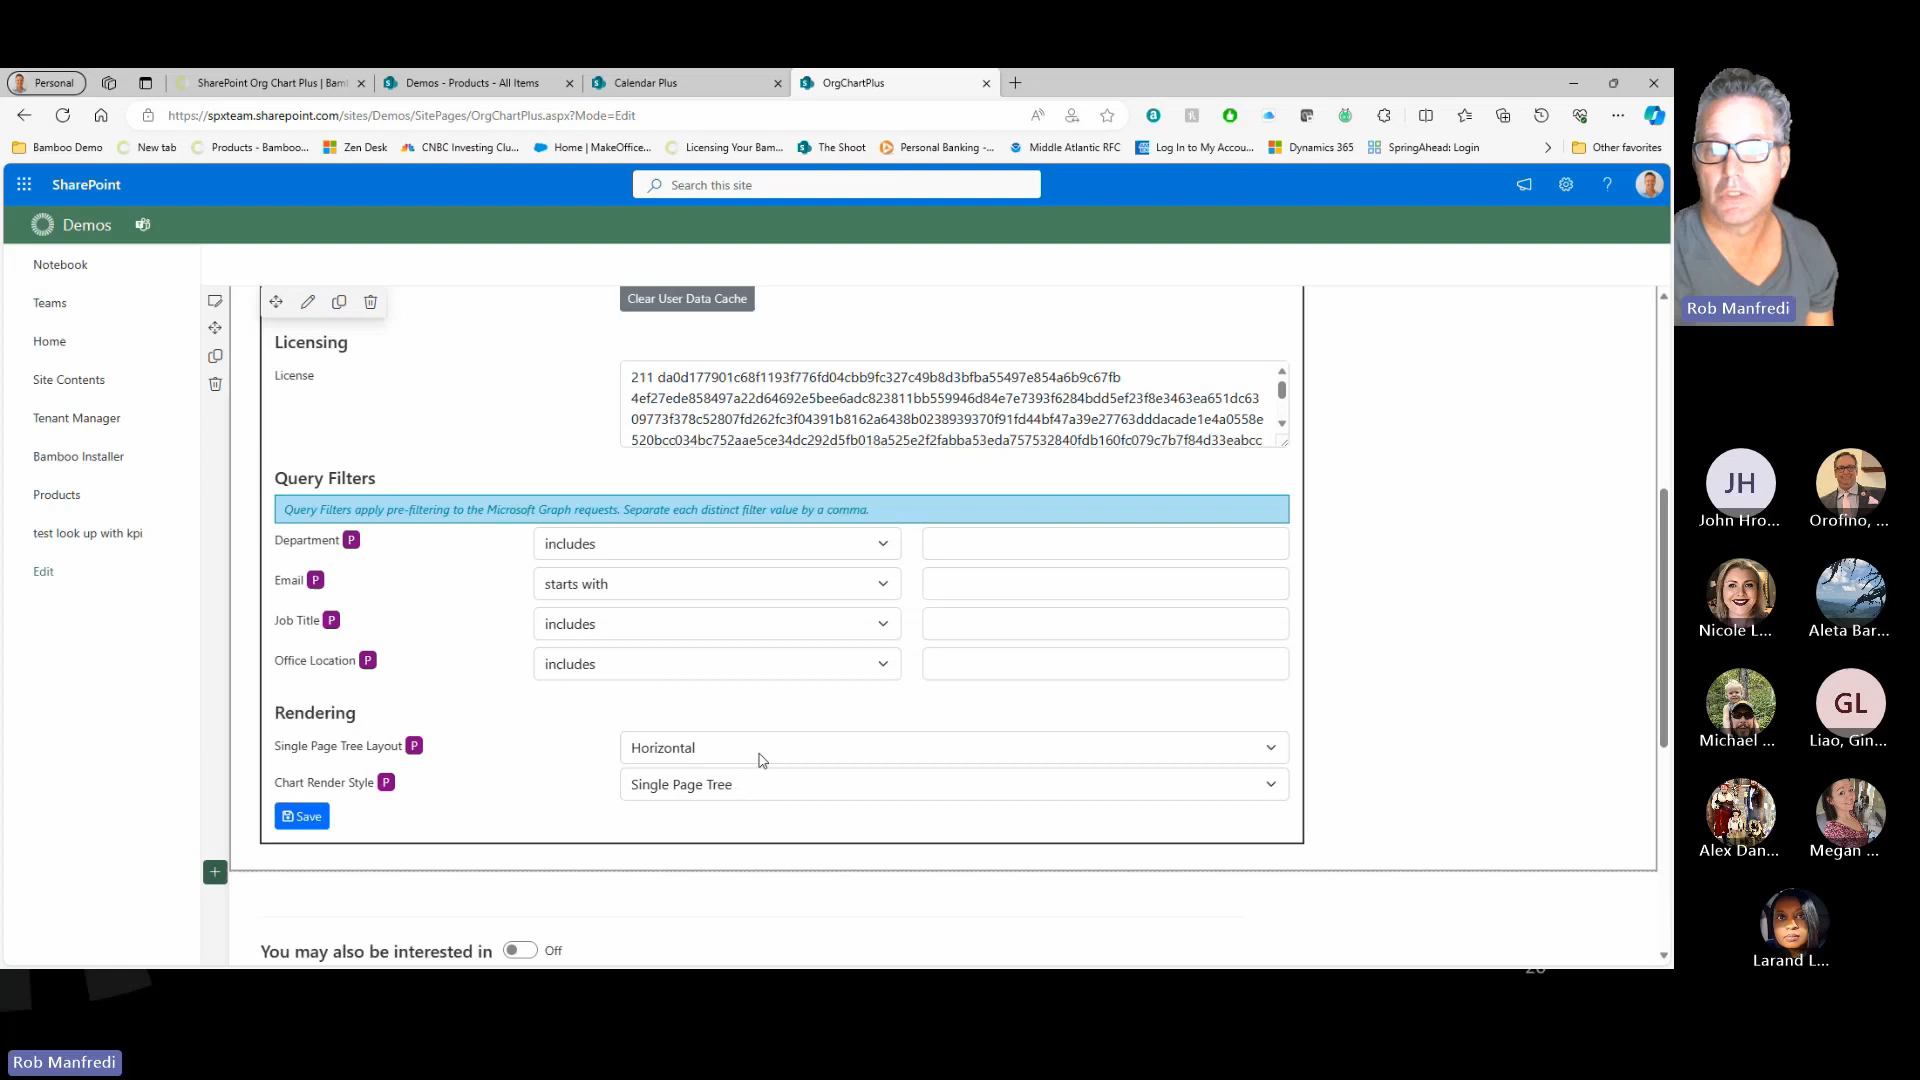 Personal
SharePoint Org Chart Plus | Bam
Demos - Products - All Items
Calendar Plus
OrgChartPlus
https://spxteam.sharepoint.com/sites/Demos/SitePages/OrgChartPlus.aspx?Mode=Edit
Bamboo Demo
New tab
Products - Bamboo...
Zen Desk
CNBC Investing Clu...
Home | MakeOffice...
Licensing Your Bam...
The Shoot
Personal Banking -...
Middle Atlantic RFC
Log In to My Accou...
Dynamics 365
SpringAhead: Login
Other favorites
SharePoint
Search this site
Demos
Notebook
Teams
Home
Site Contents
Tenant Manager
Bamboo Installer
Products
test look up with kpi
Edit
Clear User Data Cache
Licensing
License
211 da0d177901c68f1193f776fd04cbb9fc327c49b8d3bfba55497e854a6b9c67fb
4ef27ede858497a22d64692e5bee6adc823811bb559946d84e7e7393f6284bdd5ef23f8e3463ea651dc63
09773f378c52807fd262fc3f04391b8162a6438b0238939370f91fd44bf47a39e27763dddacade1e4a0558e
520bcc034bc752aae5ce34dc292d5fb018a525e2f2fabba53eda757532840fdb160fc079c7b7f84d33eabcc
Query Filters
Query Filters apply pre-filtering to the Microsoft Graph requests. Separate each distinct filter value by a comma.
Department P
includes
Email P
starts with
Job Title P
includes
Office Location P
includes
Rendering
Single Page Tree Layout P
Horizontal
Chart Render Style P
Single Page Tree
Save
You may also be interested in
Off
Rob Manfredi
JH
John Hro...
Orofino, ...
Nicole L...
Aleta Bar...
Michael ...
GL
Liao, Gin...
Alex Dan...
Megan ...
Larand L...
Rob Manfredi